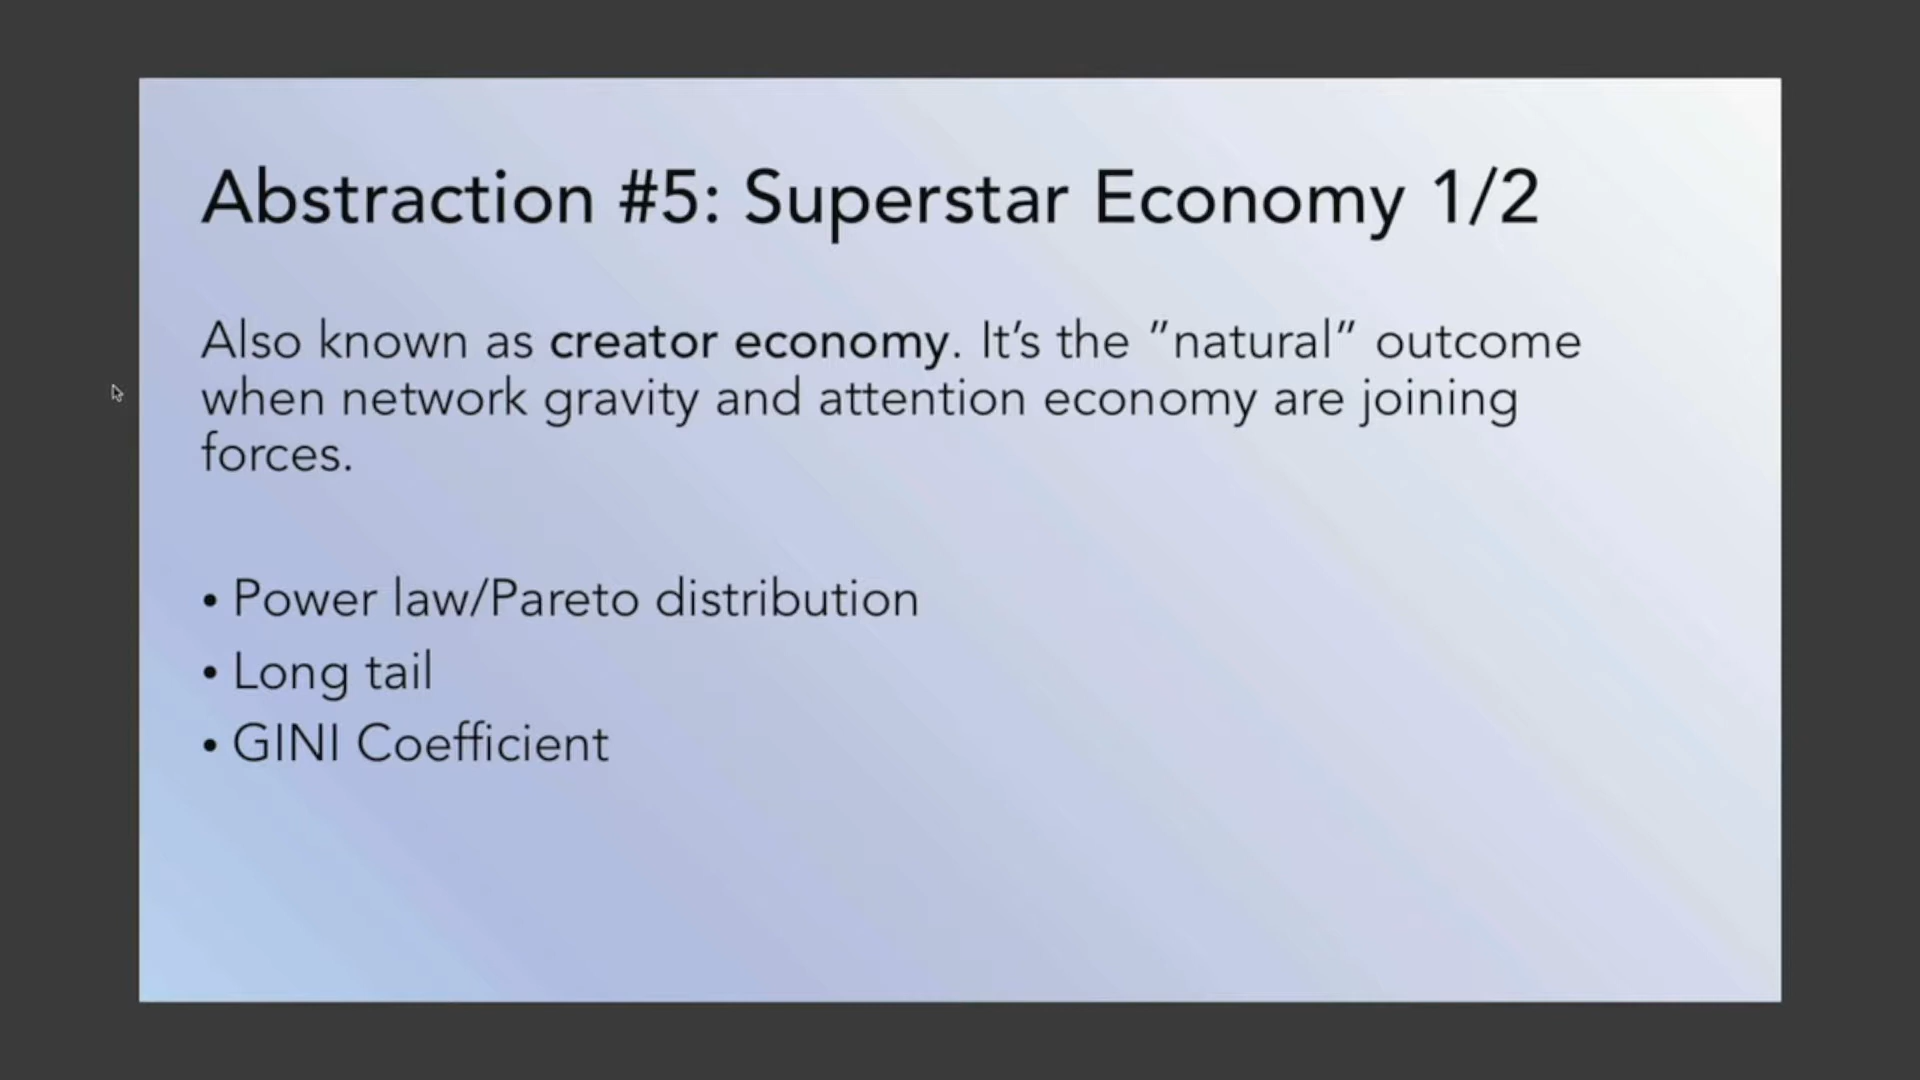 Abstraction #5: Superstar Economy 1/2
Also known as creator economy. It’s the ”natural” outcome
when network gravity and attention economy are joining
forces.
• Power law/Pareto distribution
• Long tail
• GINI Coefficient